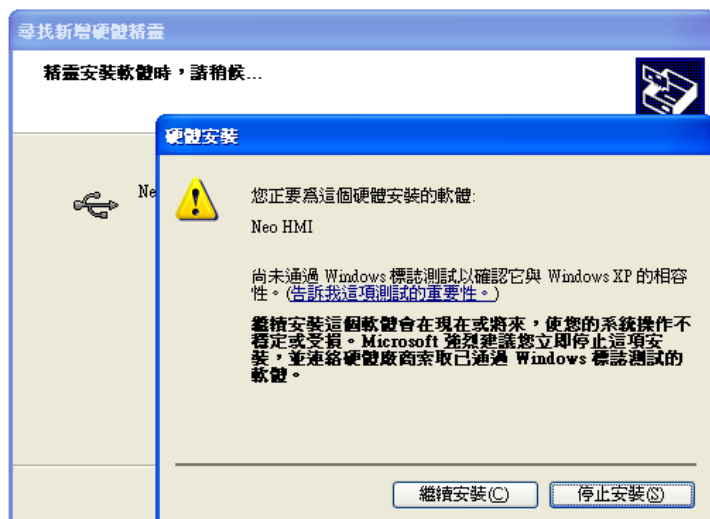 尋找新增硬體精靈
精靈安裝軟體時，請稍候...
硬體安裝
Ne
您正要為這個硬體安裝的軟體:
Neo HMI
尚未通過 Windows 標誌測試以確認它與 Windows XP 的相容
性。(告訴我這項測試的重要性。)
繼續安裝這個軟體會在現在或將來，使您的系統操作不
穩定或受損。Microsoft 強烈建議您立即停止這項安
裝，並連絡硬體廠商索取已通過 Windows 標誌測試的
軟體。
繼續安裝(C)
停止安裝(S)